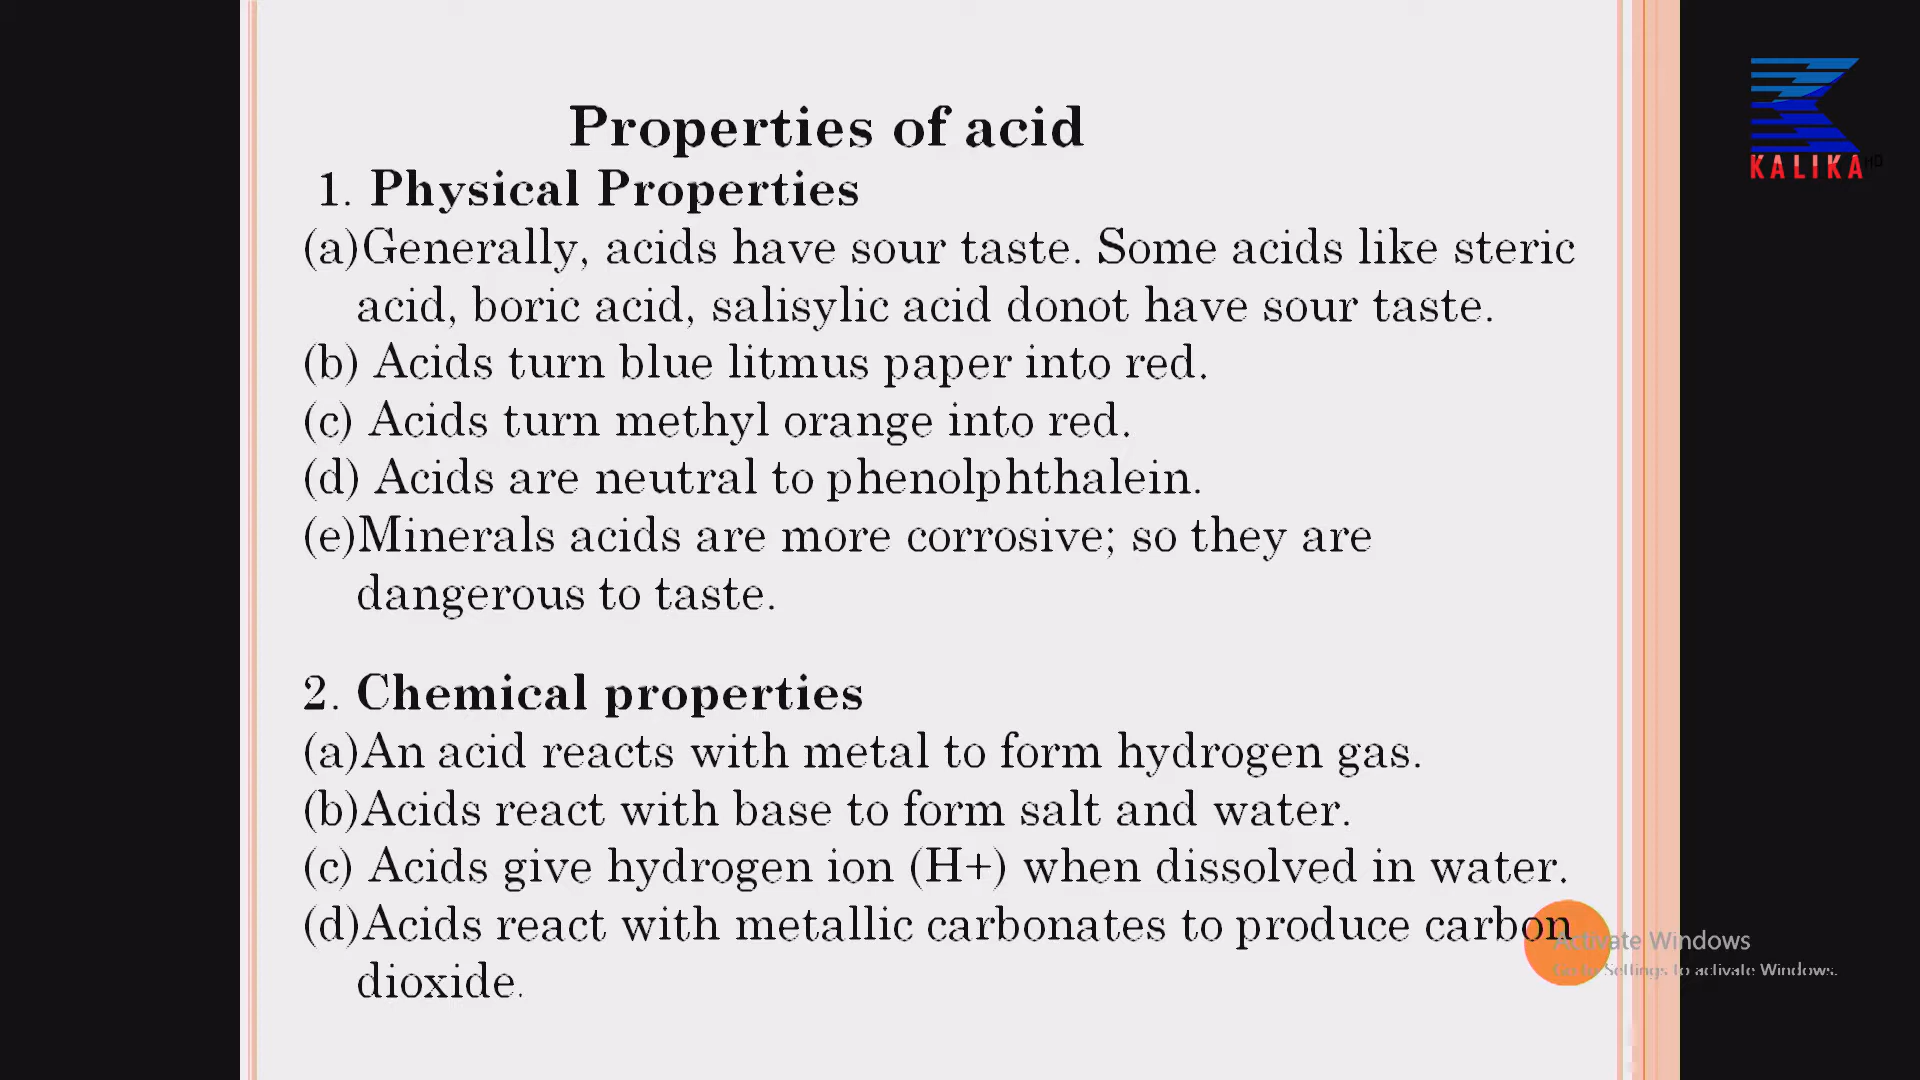 Properties of acid
1. Physical Properties
(a)Generally, acids have sour taste. Some acids like steric
acid, boric acid, salisylic acid donot have sour taste.
(b) Acids turn blue litmus paper into red.
(c) Acids turn methyl orange into red.
(d) Acids are neutral to phenolphthalein.
(e)Minerals acids are more corrosive; so they are
dangerous to taste.
2. Chemical properties
(a)An acid reacts with metal to form hydrogen gas.
(b)Acids react with base to form salt and water.
(c) Acids give hydrogen ion (H+) when dissolved in water.
(d)Acids react with metallic carbonates to produce carbon
dioxide.
KALIKA HD
Activate Windows
Go to Settings to activate Windows.